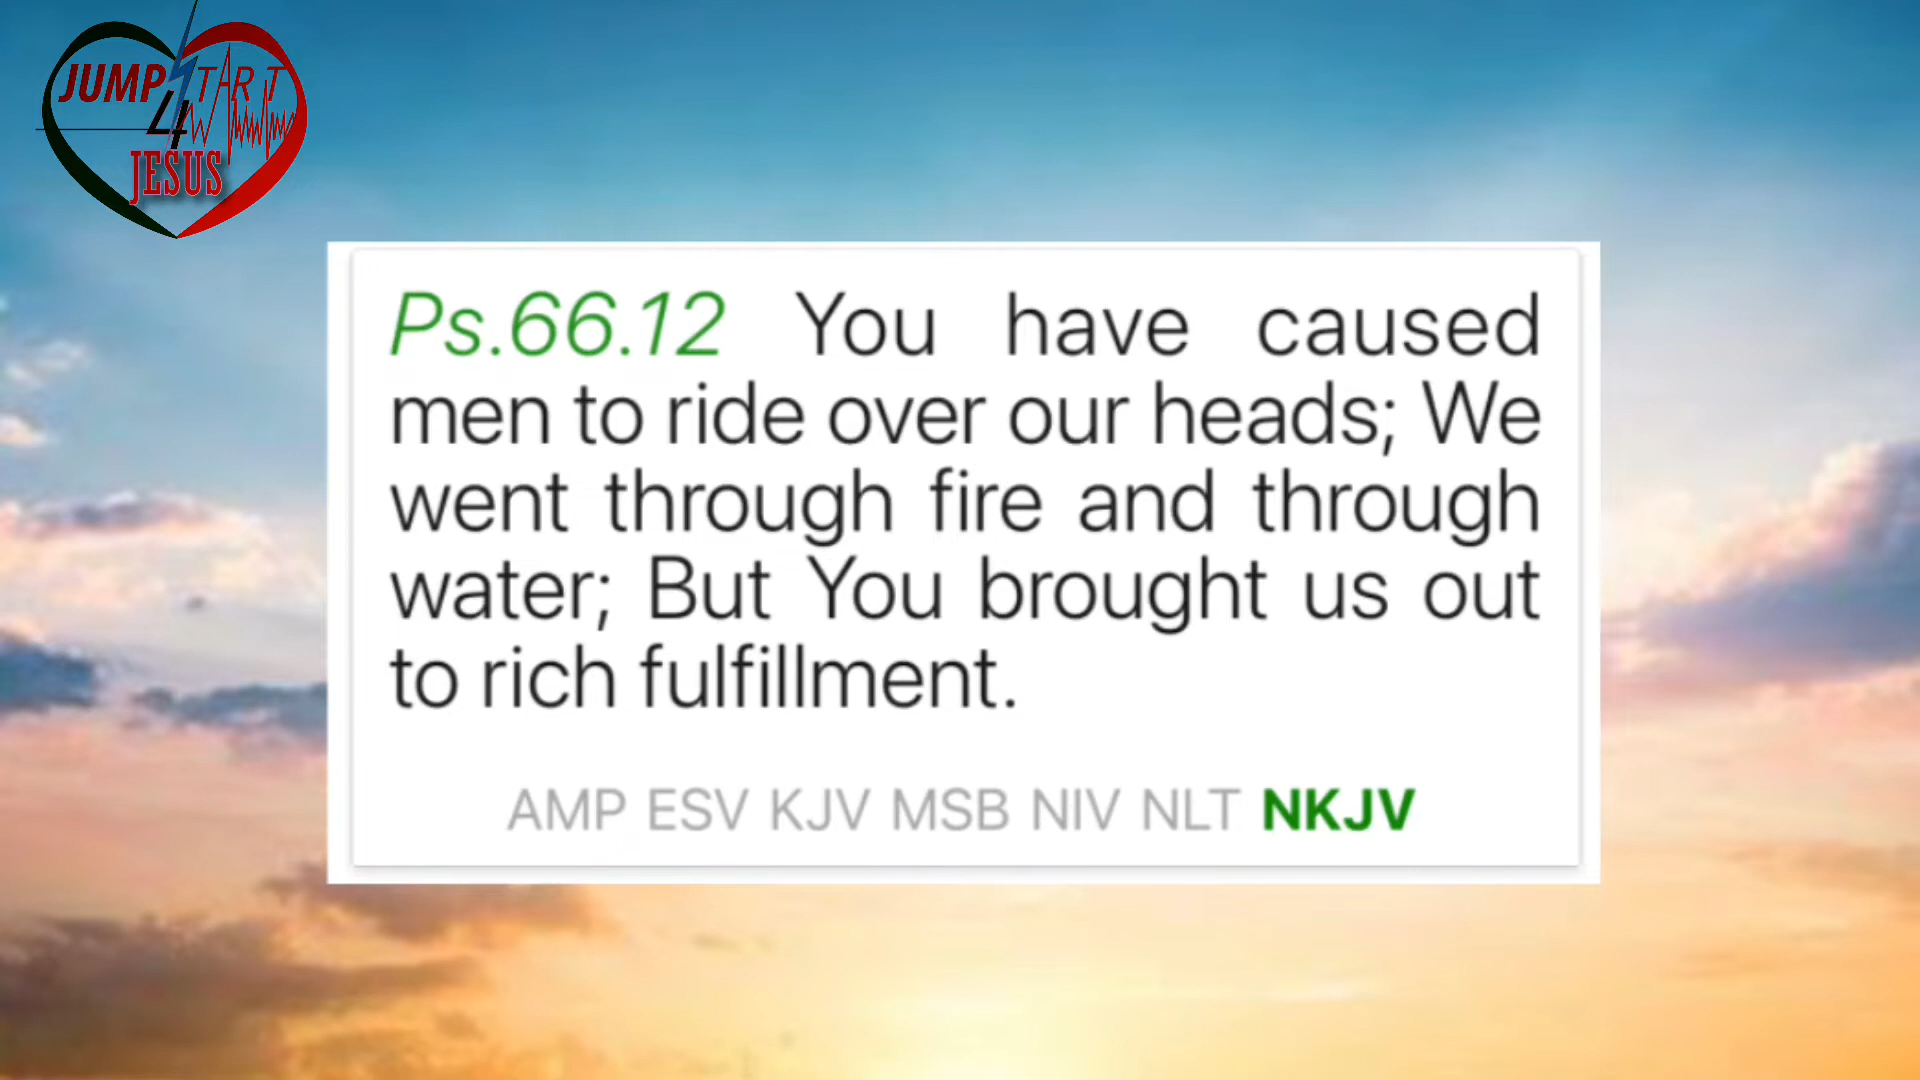 JUMPSTART
4
JESUS
Ps.66.12 You have caused
men to ride over our heads; We
went through fire and through
water; But You brought us out
to rich fulfillment.
AMP ESV KJV MSB NIV NLT NKJV